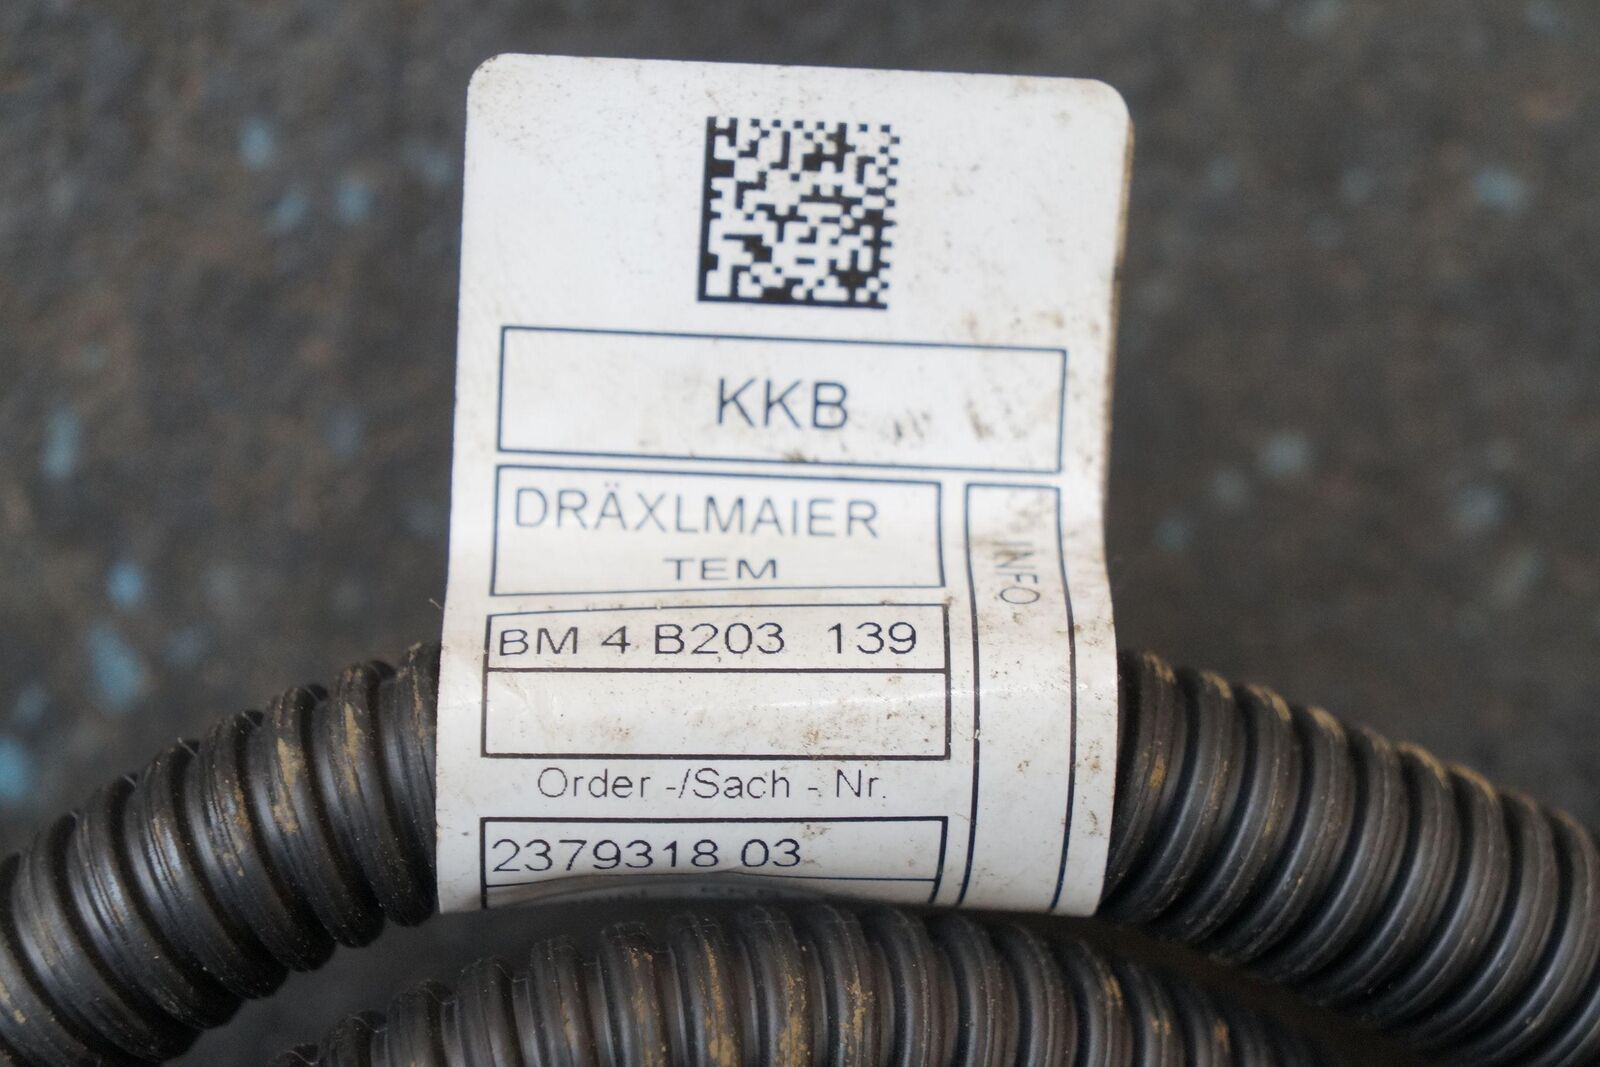 KKB
DRÄXLMAIER
TEM
INFO
BM 4 B203 139
Order -/Sach - Nr.
2379318 03